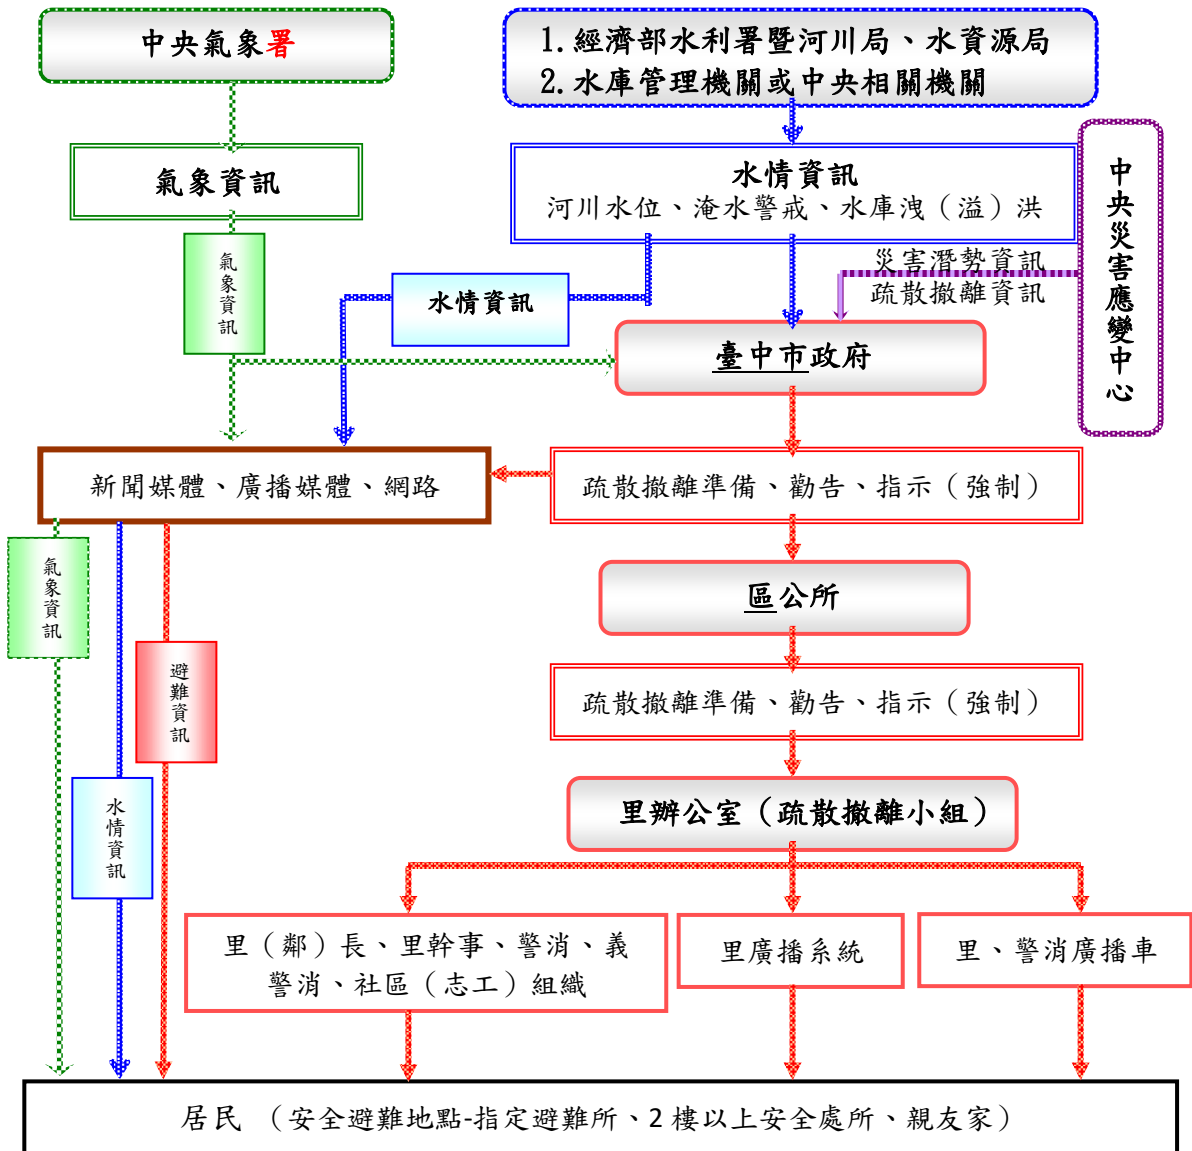 中央氣象署
1.經濟部水利署暨河川局、水資源局
2.水庫管理機關或中央相關機關
氣象資訊
水情資訊
河川水位、淹水警戒、水庫洩（溢）洪
中央災害應變中心
氣象資訊
水情資訊
災害潛勢資訊
疏散撤離資訊
臺中市政府
新聞媒體、廣播媒體、網路
疏散撤離準備、勸告、指示（強制）
氣象資訊
區公所
避難資訊
疏散撤離準備、勸告、指示（強制）
水情資訊
里辦公室（疏散撤離小組）
里（鄰）長、里幹事、警消、義
警消、社區（志工）組織
里廣播系統
里、警消廣播車
居民 （安全避難地點-指定避難所、2 樓以上安全處所、親友家）